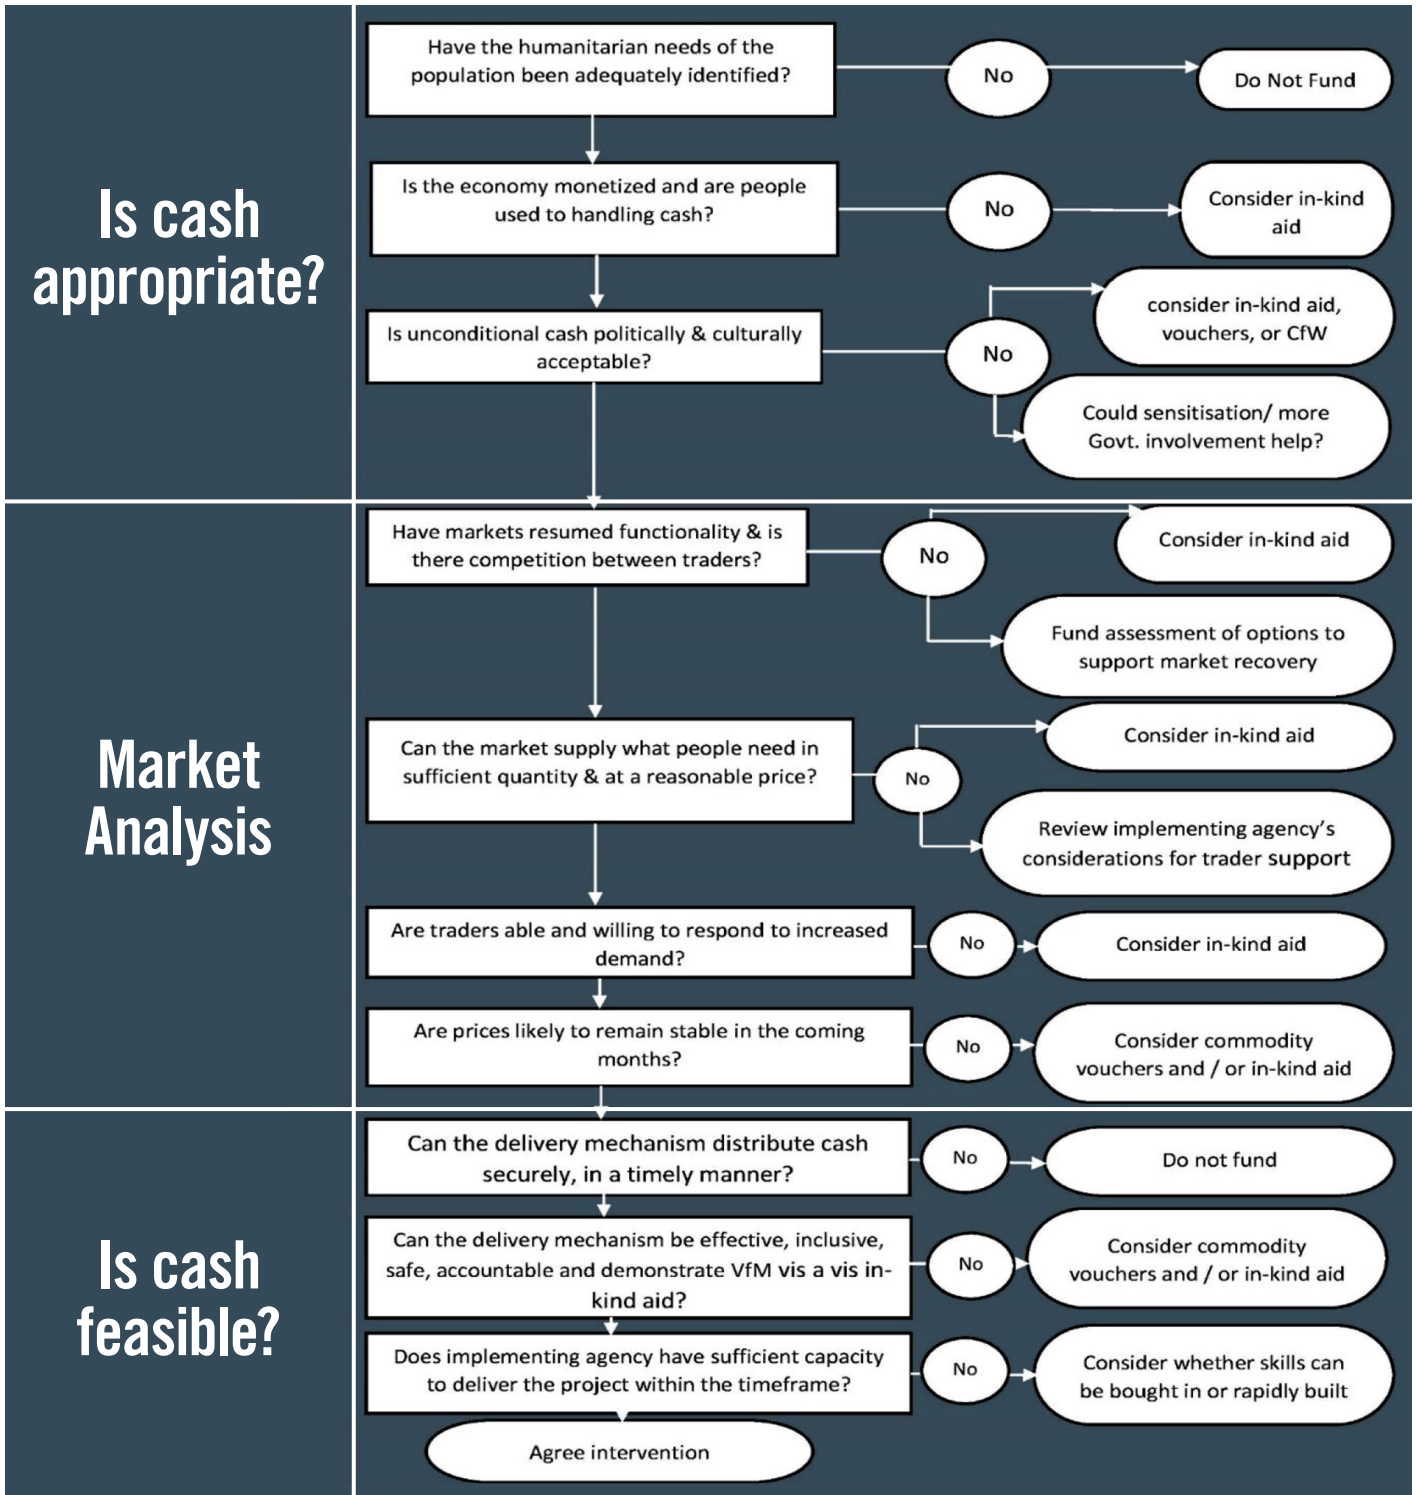 Is cash
appropriate?
Have the humanitarian needs of the
population been adequately identified?
No
Do Not Fund
Is the economy monetized and are people
used to handling cash?
No
Consider in-kind
aid
Is unconditional cash politically & culturally
acceptable?
No
consider in-kind aid,
vouchers, or CfW
Could sensitisation/ more
Govt. involvement help?
Market
Analysis
Have markets resumed functionality & is
there competition between traders?
No
Consider in-kind aid
Fund assessment of options to
support market recovery
Can the market supply what people need in
sufficient quantity & at a reasonable price?
No
Consider in-kind aid
Review implementing agency's
considerations for trader support
Are traders able and willing to respond to increased
demand?
No
Consider in-kind aid
Are prices likely to remain stable in the coming
months?
No
Consider commodity
vouchers and / or in-kind aid
Is cash
feasible?
Can the delivery mechanism distribute cash
securely, in a timely manner?
No
Do not fund
Can the delivery mechanism be effective, inclusive,
safe, accountable and demonstrate VfM vis a vis in-
kind aid?
No
Consider commodity
vouchers and / or in-kind aid
Does implementing agency have sufficient capacity
to deliver the project within the timeframe?
No
Consider whether skills can
be bought in or rapidly built
Agree intervention